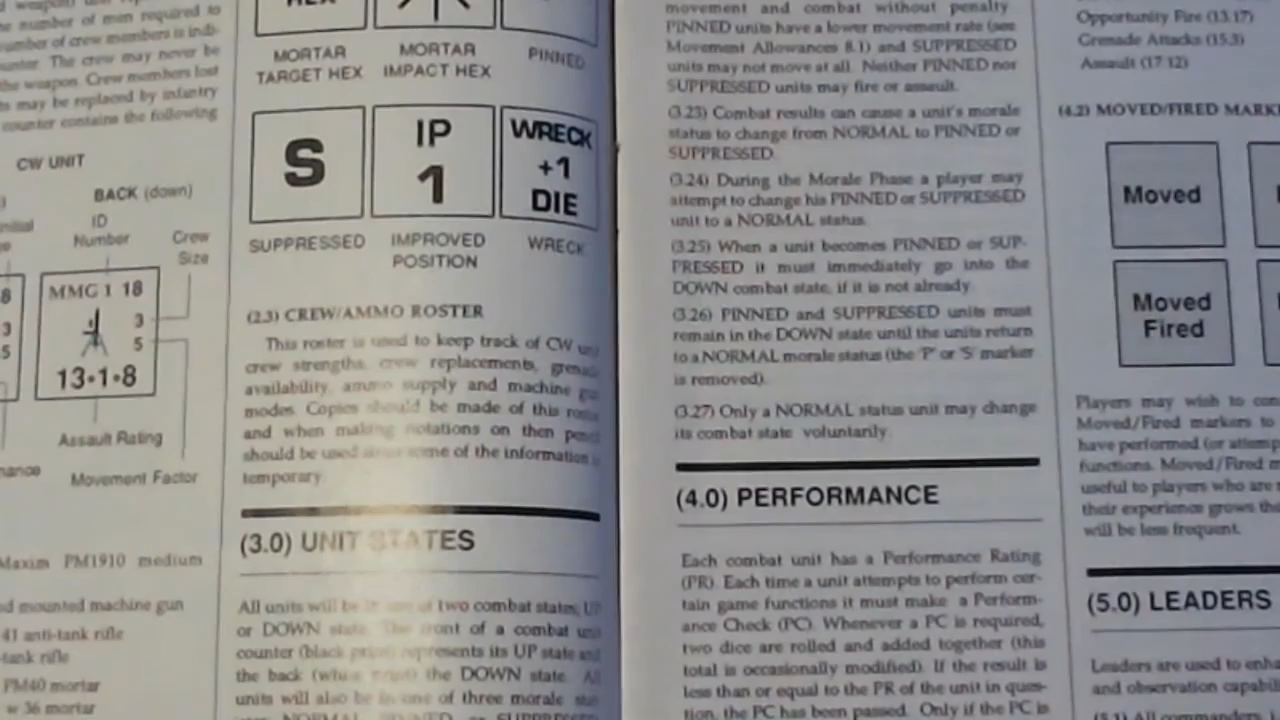 he number of men required to
number of crew members is indi-
unter. The crew may never be
the weapon. Crew members lost
ts may be replaced by infantry
counter contains the following
CW UNIT
BACK (down)
ID
Number
Crew
Size
MMG 1 18
3
5
13•1•8
Assault Rating
Movement Factor
Maxim PM1910 medium
ed mounted machine gun
41 anti-tank rifle
-tank rifle
PM40 mortar
w 36 mortar
HEX
MORTAR
TARGET HEX
MORTAR
IMPACT HEX
PINNED
S
IP
1
WRECK
+1
DIE
SUPPRESSED
IMPROVED
POSITION
WRECK
(2.3) CREW/AMMO ROSTER
This roster is used to keep track of CW
crew strengths, crew replacements,
availability, ammo supply and machine
modes. Copies should be made of this
and when making notations on then
should be used some of the information
temporary.
(3.0) UNIT STATES
All units will be in one of two combat states, UP
or DOWN state. The front of a combat
counter (black print) represents its UP state and
the back (white print) the DOWN state. All
units will also be in one of three morale
NORMAL, PINNED or SUPPRESSED
movement and combat without penalty
PINNED units have a lower movement rate (see
Movement Allowances 8.1) and SUPPRESSED
units may not move at all. Neither PINNED nor
SUPPRESSED units may fire or assault.
(3.23) Combat results can cause a unit's morale
status to change from NORMAL to PINNED or
SUPPRESSED.
(3.24) During the Morale Phase a player may
attempt to change his PINNED or SUPPRESSED
unit to a NORMAL status.
(3.25) When a unit becomes PINNED or SUP-
PRESSED it must immediately go into the
DOWN combat state, if it is not already.
(3.26) PINNED and SUPPRESSED units must
remain in the DOWN state until the units return
to a NORMAL morale status (the 'P' or 'S' marker
is removed).
(3.27) Only a NORMAL status unit may change
its combat state voluntarily.
(4.0) PERFORMANCE
Each combat unit has a Performance Rating
(PR). Each time a unit attempts to perform cer-
tain game functions it must make a Perform-
ance Check (PC). Whenever a PC is required,
two dice are rolled and added together (this
total is occasionally modified). If the result is
less than or equal to the PR of the unit in ques-
tion, the PC has been passed. Only if the PC is
Opportunity Fire (13.17)
Grenade Attacks (15.3)
Assault (17.12)
(4.2) MOVED/FIRED MARK
Moved
Moved
Fired
Players may wish to
Moved/Fired markers to
have performed (or attemp
functions. Moved/Fired m
useful to players who are
their experience grows
will be less frequent.
(5.0) LEADERS
Leaders are used to enha
and observation capabil
(5.1) All commanders,